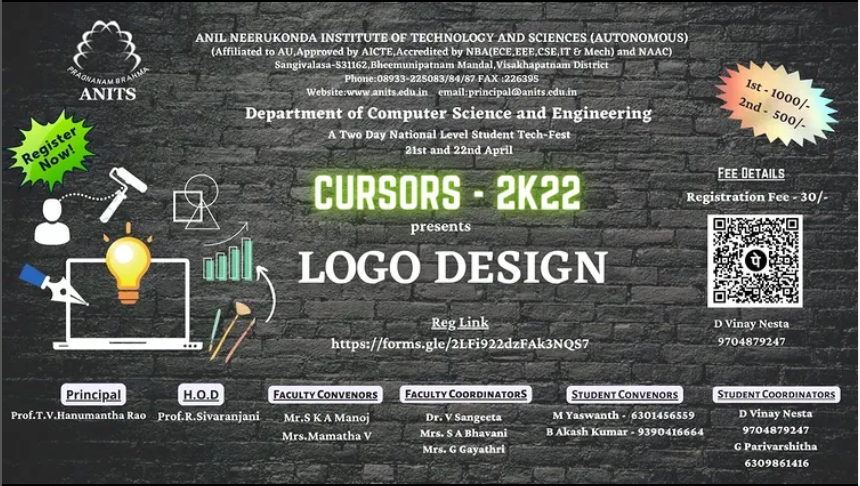 ANIL NEERUKONDA INSTITUTE OF TECHNOLOGY AND SCIENCES (AUTONOMOUS)
(Affiliated to AU,Approved by AICTE,Accredited by NBA(ECE,EEE,CSE,IT & Mech) and NAAC)
Sangivalasa-531162,Bheemunipatnam Mandal,Visakhapatnam District
Phone:08933-225083/84/87 FAX :226395
Website:www.anits.edu.in email:principal@anits.edu.in
PRAGHANAM BRAHMA
ANITS
Department of Computer Science and Engineering
A Two Day National Level Student Tech-Fest
21st and 22nd April
1st - 1000/-
2nd - 500/-
Register
Now!
CURSORS - 2K22
presents
LOGO DESIGN
Reg Link
https://forms.gle/2LFi922dzFAk3NQS7
FEE DETAILS
Registration Fee - 30/-
पे
D Vinay Nesta
9704879247
Principal
Prof.T.V.Hanumantha Rao
H.O.D
Prof.R.Sivaranjani
FACULTY CONVENORS
Mr.S K A Manoj
Mrs.Mamatha V
FACULTY COORDINATORS
Dr. V Sangeeta
Mrs. S A Bhavani
Mrs. G Gayathri
STUDENT CONVENORS
M Yaswanth - 6301456559
B Akash Kumar - 9390416664
STUDENT COORDINATORS
D Vinay Nesta
9704879247
G Parivarshitha
6309861416